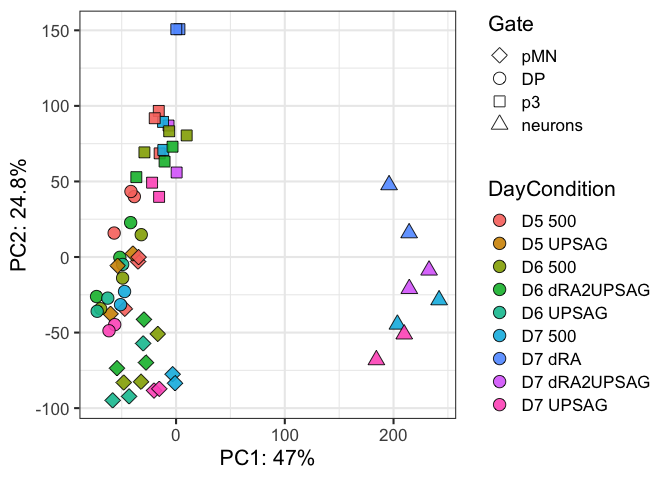 150
100
50
0
-50
-100
PC2: 24.8%
0
100
200
PC1: 47%
Gate
pMN
DP
p3
neurons
DayCondition
D5 500
D5 UPSAG
D6 500
D6 dRA2UPSAG
D6 UPSAG
D7 500
D7 dRA
D7 dRA2UPSAG
D7 UPSAG